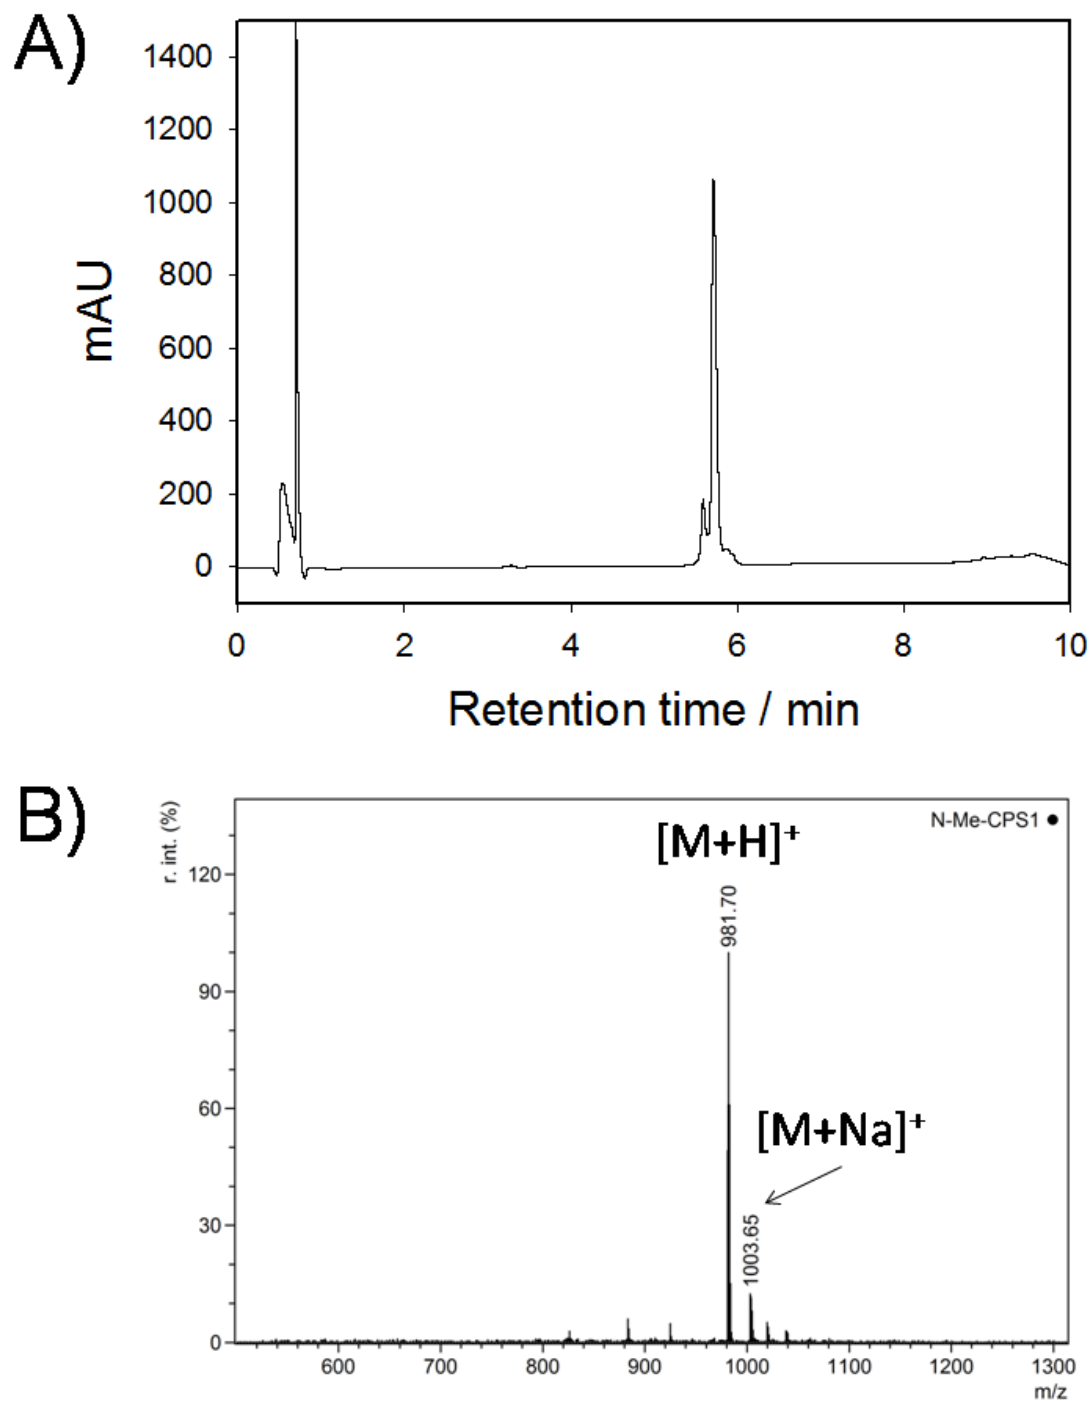 A)
mAU
1400
1200
1000
800
600
400
200
0
0 2 4 6 8 10
Retention time / min
B)
r. int. (%)
N-Me-CPS1 ●
[M+H]⁺
981.70
[M+Na]⁺
1003.65
120
90
60
30
0
600 700 800 900 1000 1100 1200 1300
m/z